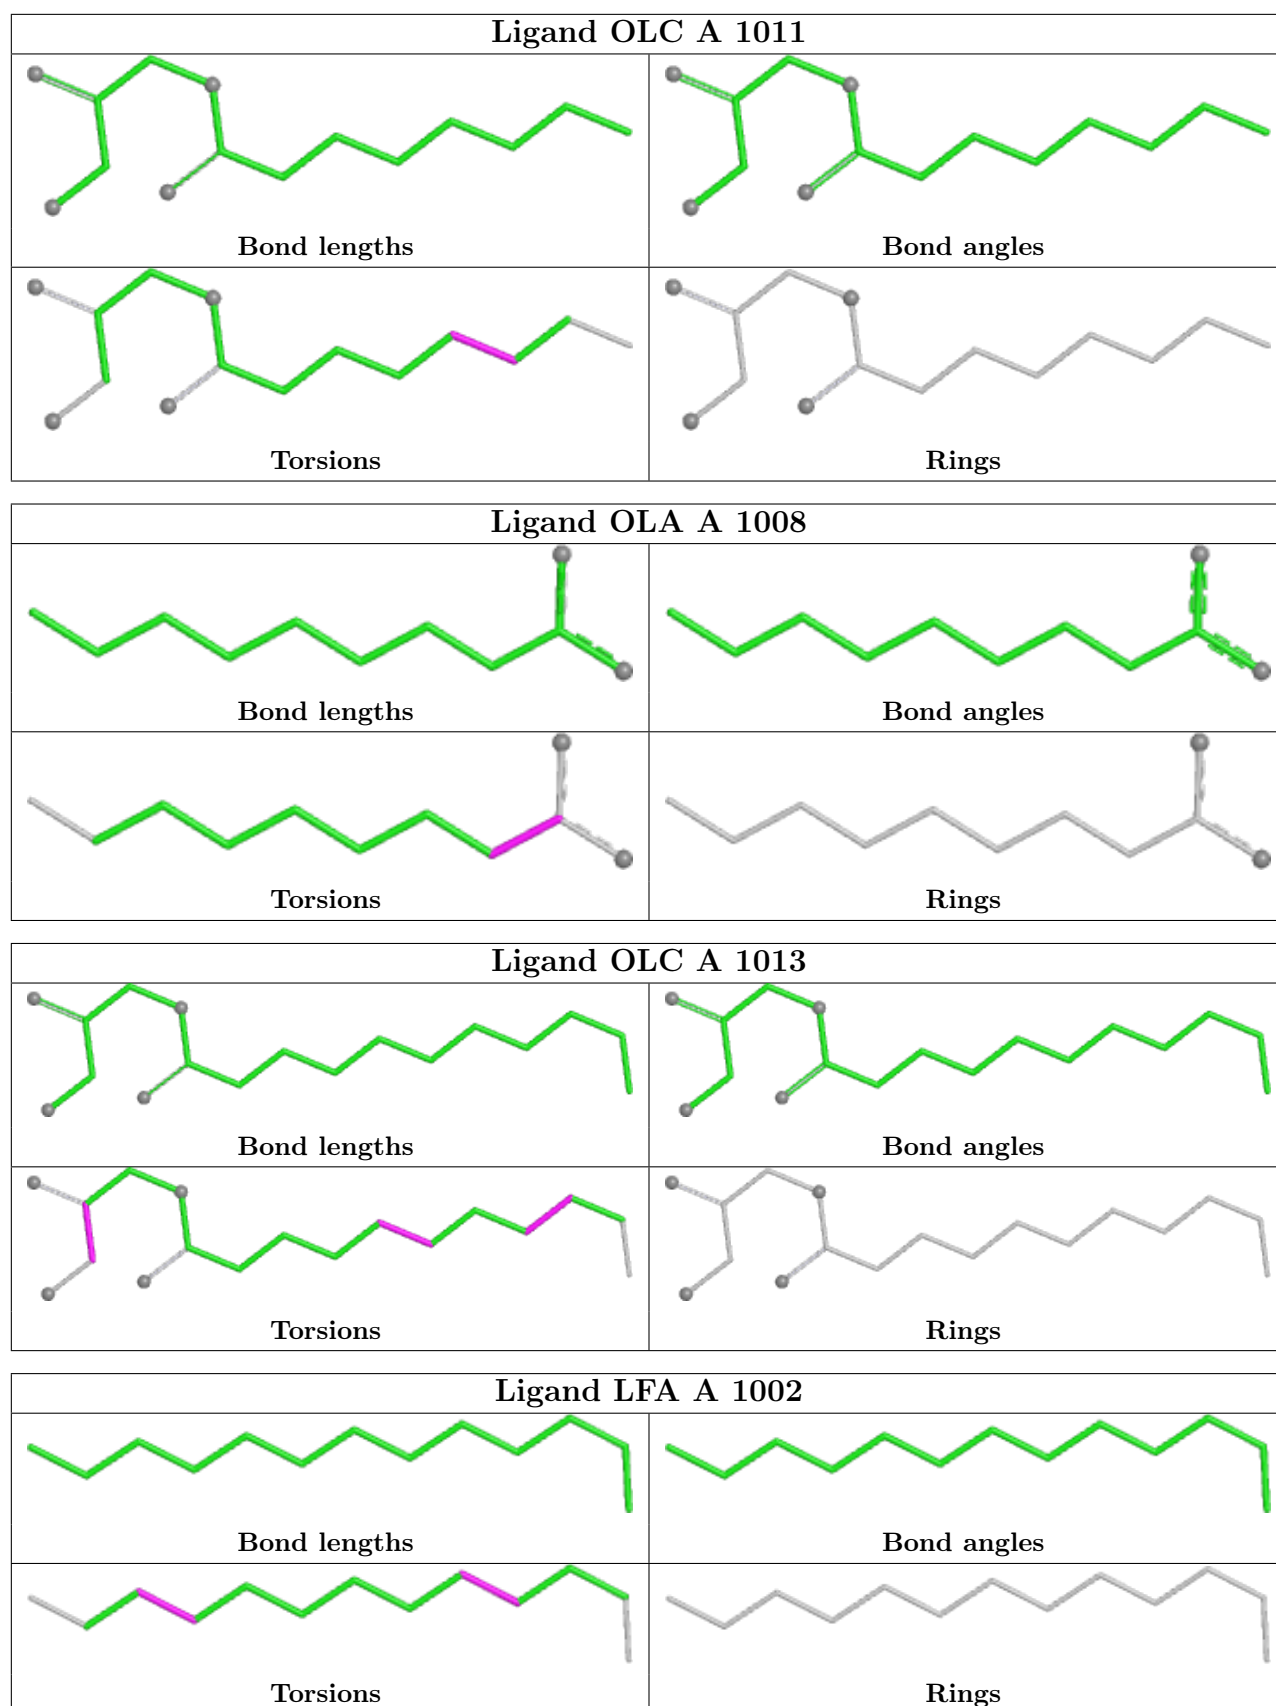 Ligand OLC A 1011
Bond lengths
Bond angles
Torsions
Rings
Ligand OLA A 1008
Bond lengths
Bond angles
Torsions
Rings
Ligand OLC A 1013
Bond lengths
Bond angles
Torsions
Rings
Ligand LFA A 1002
Bond lengths
Bond angles
Torsions
Rings